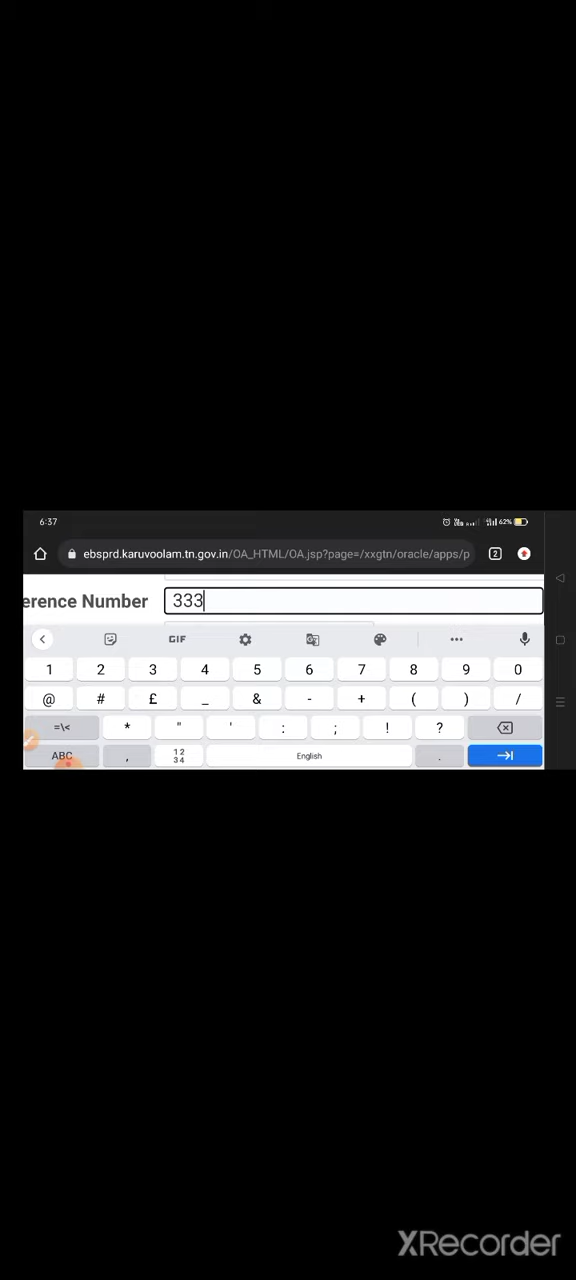 6:37
62%
ebsprd.karuvoolam.tn.gov.in/OA_HTML/OA.jsp?page=/xxgtn/oracle/apps/p
2
erence Number
333
GIF
1 2 3 4 5 6 7 8 9 0
@ # £ _ & - + ( ) /
=\< * " ' : ; ! ?
ABC , 12 34 English .
XRecorder